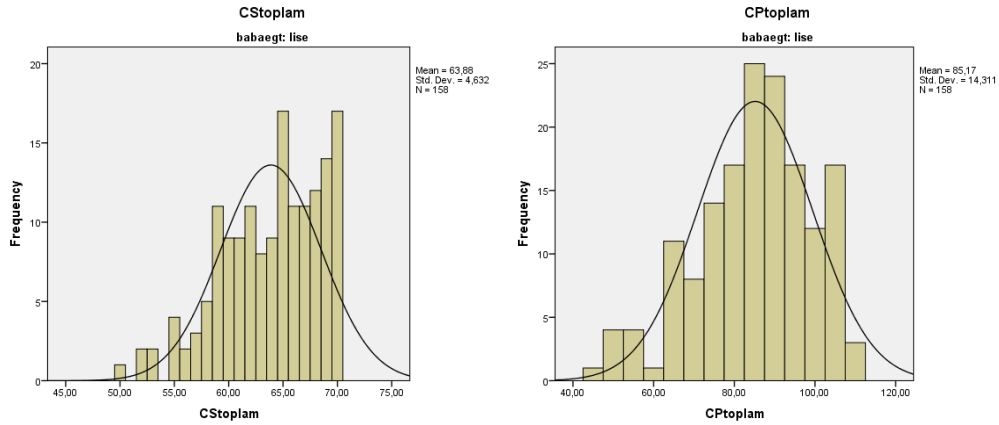 CStoplam
babaegt: lise
Mean = 63,88
Std. Dev. = 4,632
N = 158
Frequency
20
15
10
5
0
45,00 50,00 55,00 60,00 65,00 70,00 75,00
CStoplam
CPtoplam
babaegt: lise
Mean = 85,17
Std. Dev. = 14,311
N = 158
Frequency
25
20
15
10
5
0
40,00 60,00 80,00 100,00 120,00
CPtoplam